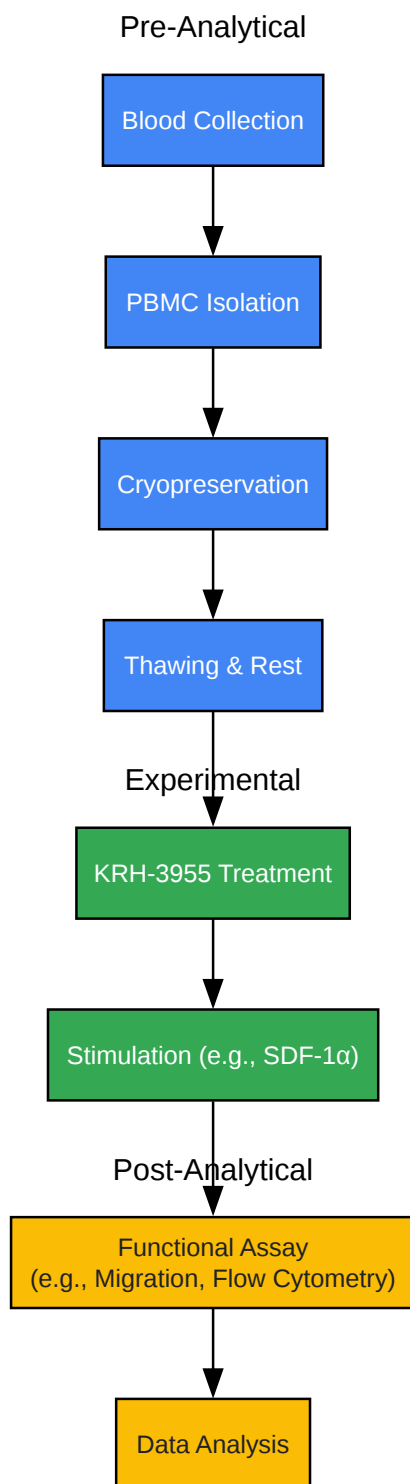 Pre-Analytical
Blood Collection
PBMC Isolation
Cryopreservation
Thawing & Rest
Experimental
KRH-3955 Treatment
Stimulation (e.g., SDF-1α)
Post-Analytical
Functional Assay
(e.g., Migration, Flow Cytometry)
Data Analysis